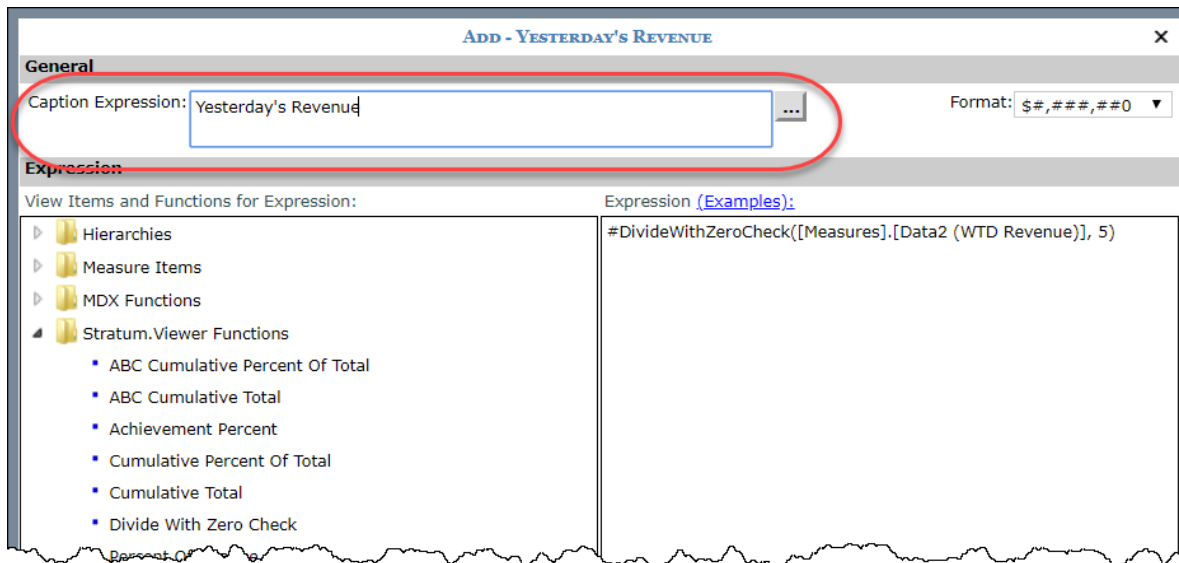 ADD - YESTERDAY'S REVENUE
General
Caption Expression: Yesterday's Revenue ... Format: $#,###,##0
Expression
View Items and Functions for Expression: Expression (Examples):
Hierarchies #DivideWithZeroCheck([Measures].[Data2 (WTD Revenue)], 5)
Measure Items
MDX Functions
Stratum.Viewer Functions
ABC Cumulative Percent Of Total
ABC Cumulative Total
Achievement Percent
Cumulative Percent Of Total
Cumulative Total
Divide With Zero Check
Percent Of